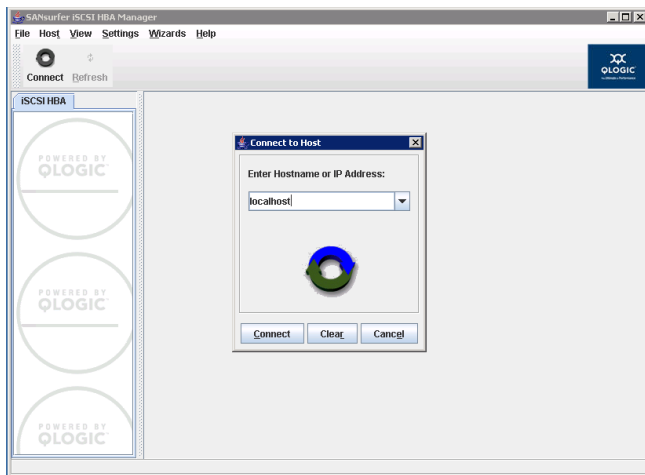 SANsurfer iSCSI HBA Manager
File Host View Settings Wizards Help
Connect Refresh
QLOGIC
iSCSI HBA
Connect to Host
Enter Hostname or IP Address:
localhost
Connect Clear Cancel
POWERED BY
QLOGIC
POWERED BY
QLOGIC
POWERED BY
QLOGIC